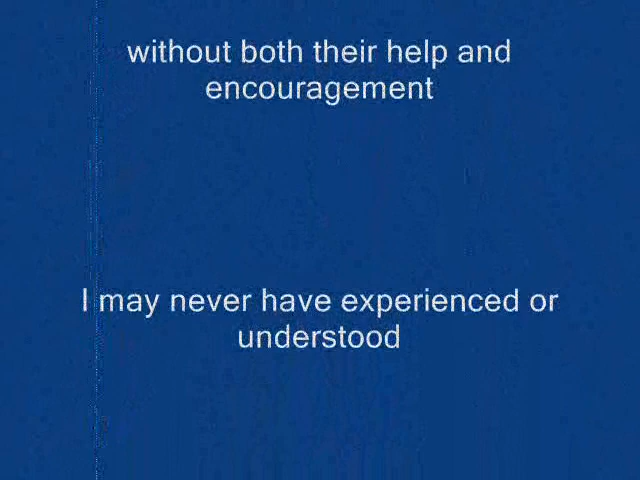 without both their help and
encouragement
I may never have experienced or
understood